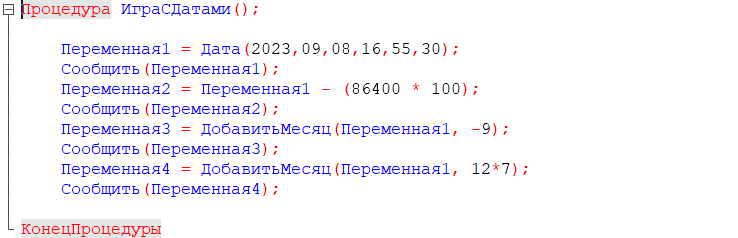 Процедура ИграСДатами();
Переменная1 = Дата(2023,09,08,16,55,30);
Сообщить(Переменная1);
Переменная2 = Переменная1 - (86400 * 100);
Сообщить(Переменная2);
Переменная3 = ДобавитьМесяц(Переменная1, -9);
Сообщить(Переменная3);
Переменная4 = ДобавитьМесяц(Переменная1, 12*7);
Сообщить(Переменная4);
КонецПроцедуры